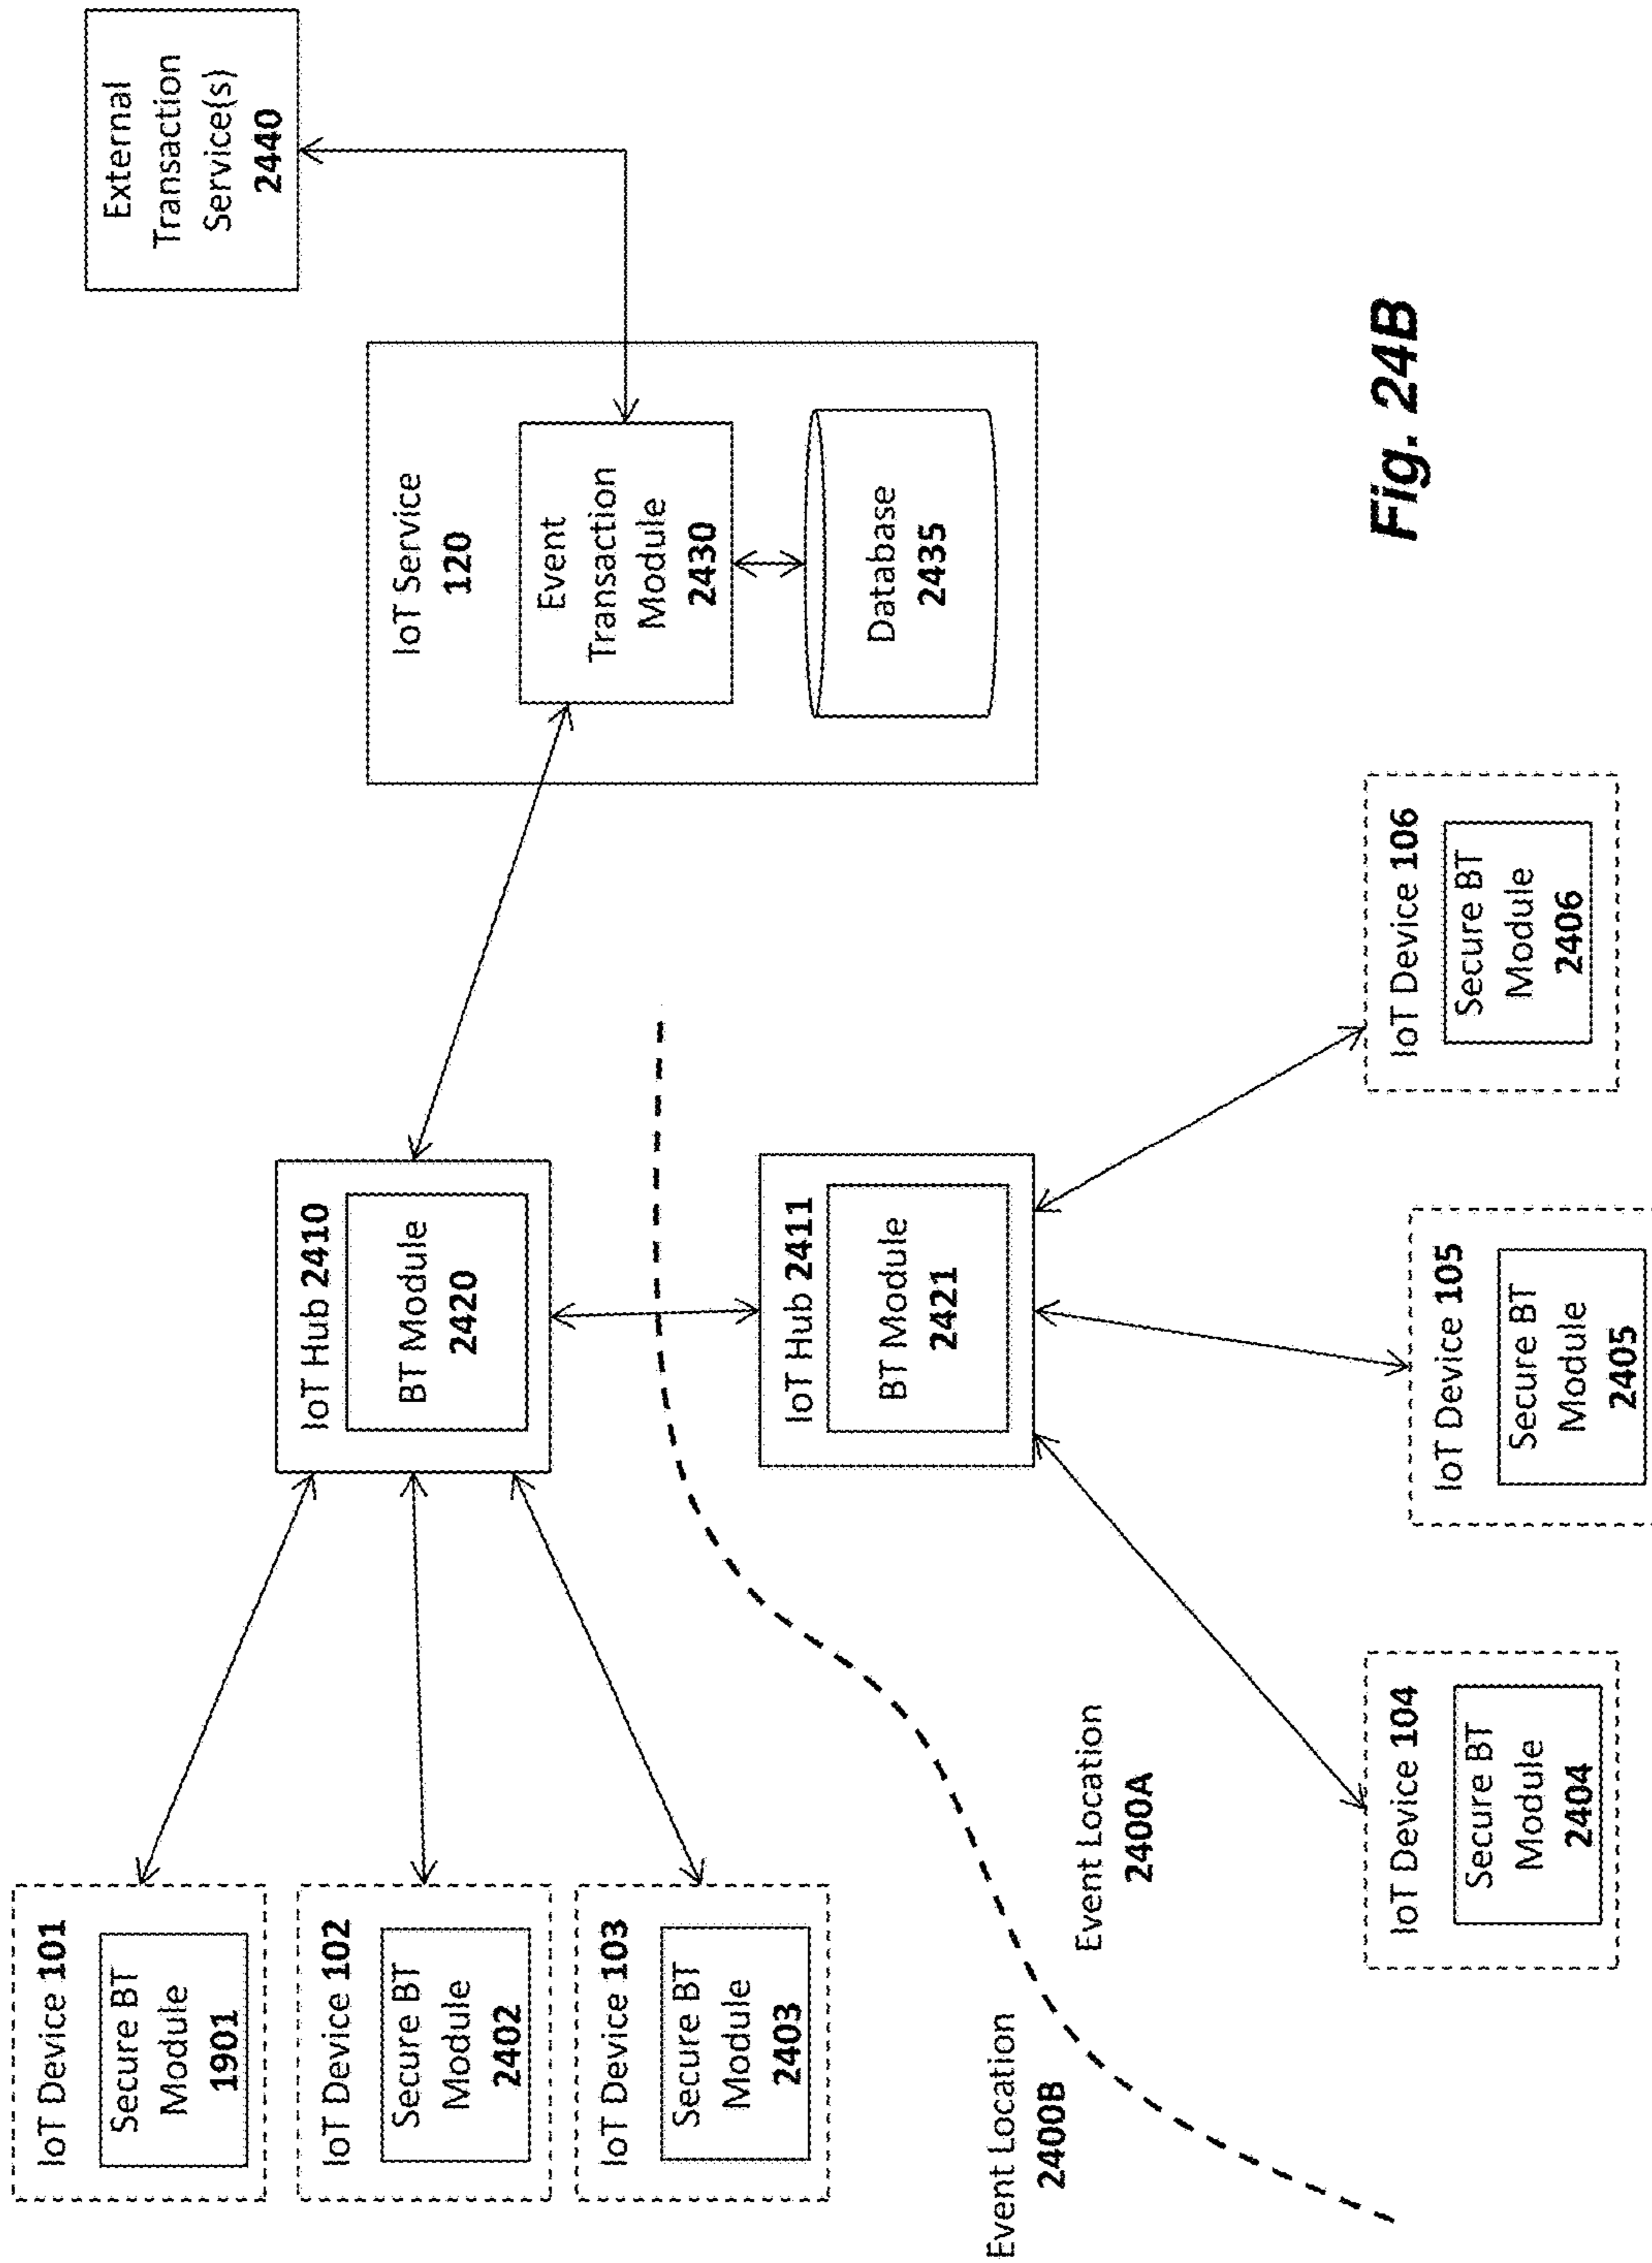 External
Transaction
Service(s)
2440
IoT Service
120
Event
Transaction
Module
2430
Database
2435
IoT Hub 2410
BT Module
2420
IoT Hub 2411
BT Module
2421
IoT Device 101
Secure BT
Module
1901
IoT Device 102
Secure BT
Module
2402
IoT Device 103
Secure BT
Module
2403
Event Location
2400B
Event Location
2400A
IoT Device 104
Secure BT
Module
2404
IoT Device 105
Secure BT
Module
2405
IoT Device 106
Secure BT
Module
2406
Fig. 24B